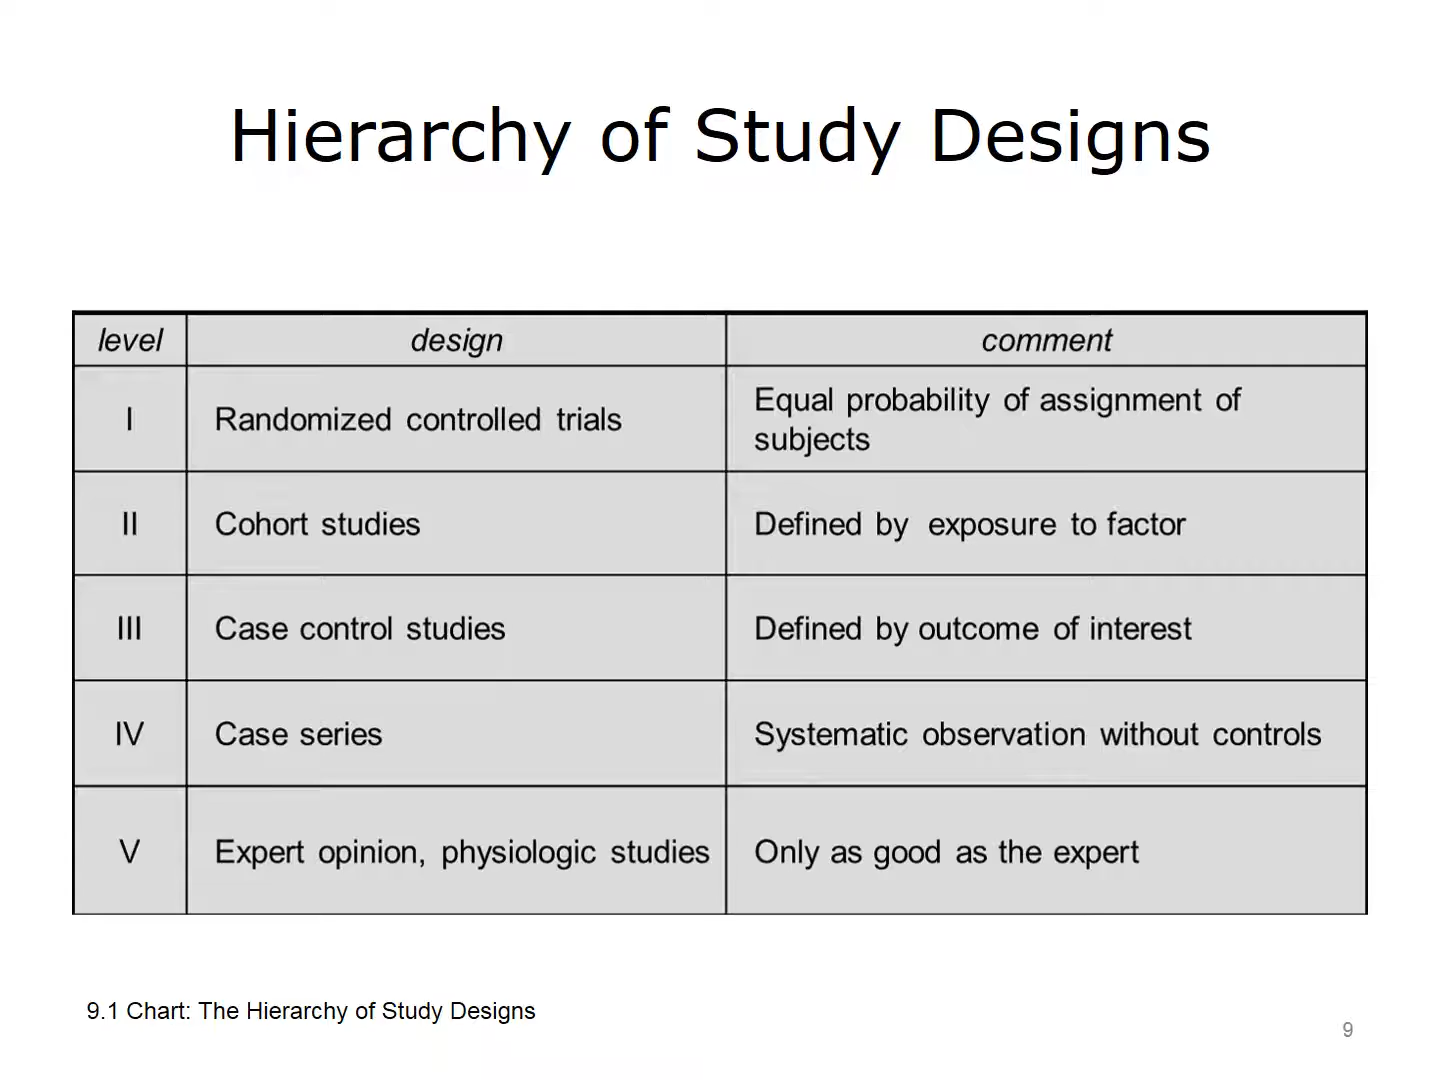 Hierarchy of Study Designs
level design comment
I Randomized controlled trials Equal probability of assignment of
subjects
II Cohort studies Defined by exposure to factor
III Case control studies Defined by outcome of interest
IV Case series Systematic observation without controls
V Expert opinion, physiologic studies Only as good as the expert
9.1 Chart: The Hierarchy of Study Designs
9